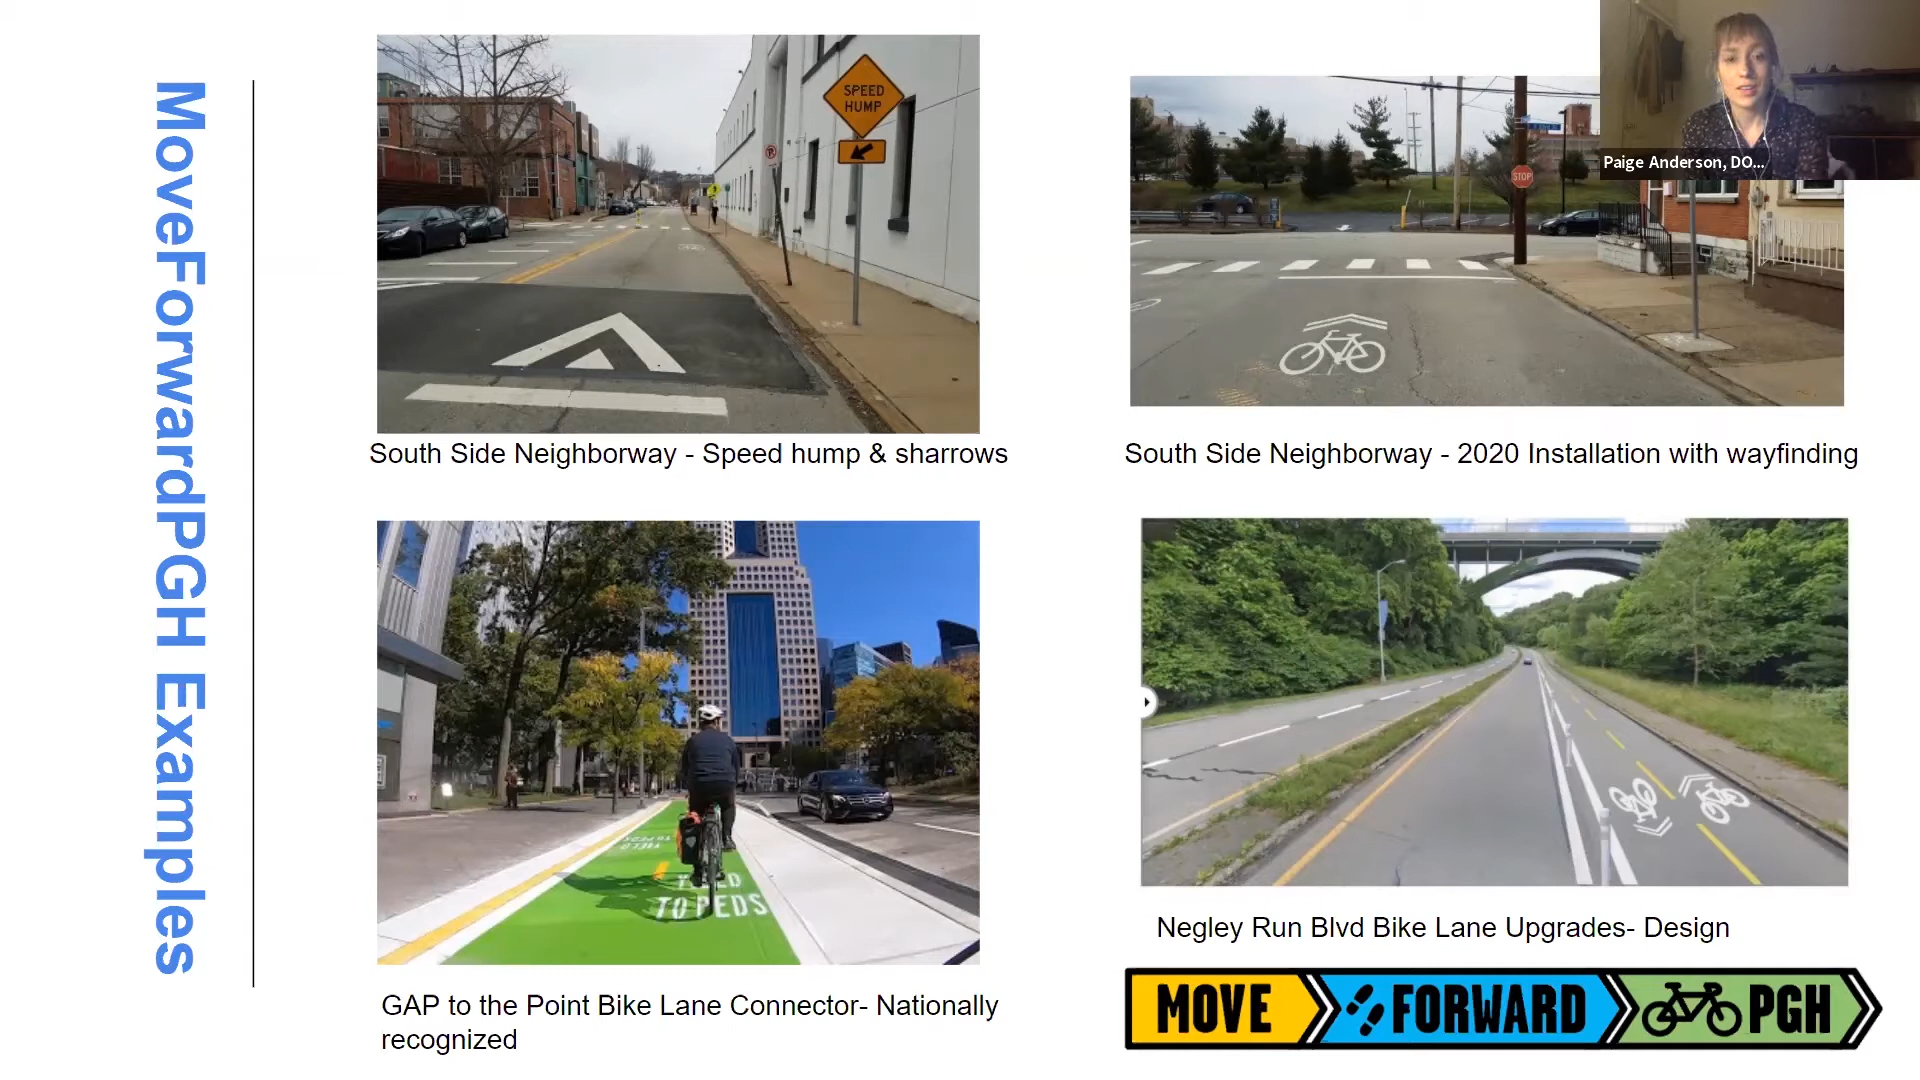 MoveForwardPGH Examples
SPEED
HUMP
STOP
Paige Anderson, DO...
South Side Neighborway - Speed hump & sharrows
South Side Neighborway - 2020 Installation with wayfinding
TO PEDS
TO PEDS
Negley Run Blvd Bike Lane Upgrades- Design
GAP to the Point Bike Lane Connector- Nationally
recognized
MOVE FORWARD PGH